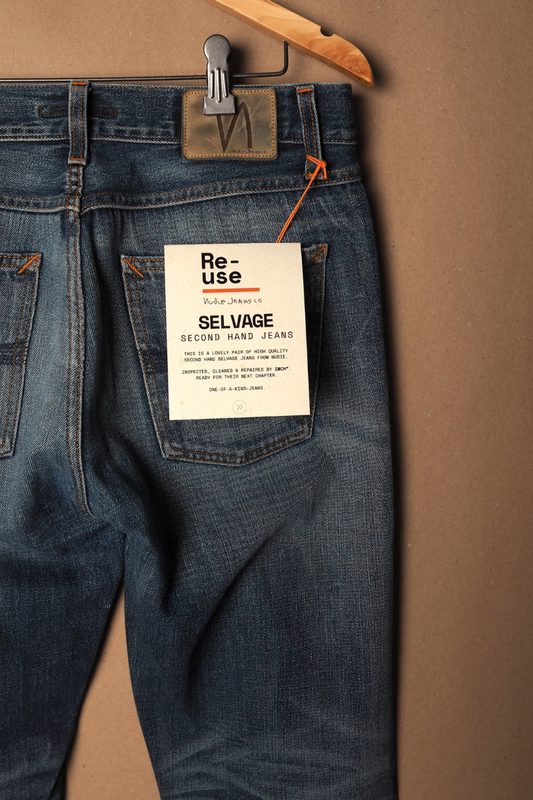 Re-
use
Nudie Jeans co
SELVAGE
SECOND HAND JEANS
THIS IS A LOVELY PAIR OF HIGH QUALITY
SECOND HAND SELVAGE JEANS FROM NUDIE.
INSPECTED, CLEANED & REPAIRED BY INCH°.
READY FOR THEIR NEXT CHAPTER.
ONE-OF-A-KIND-JEANS.